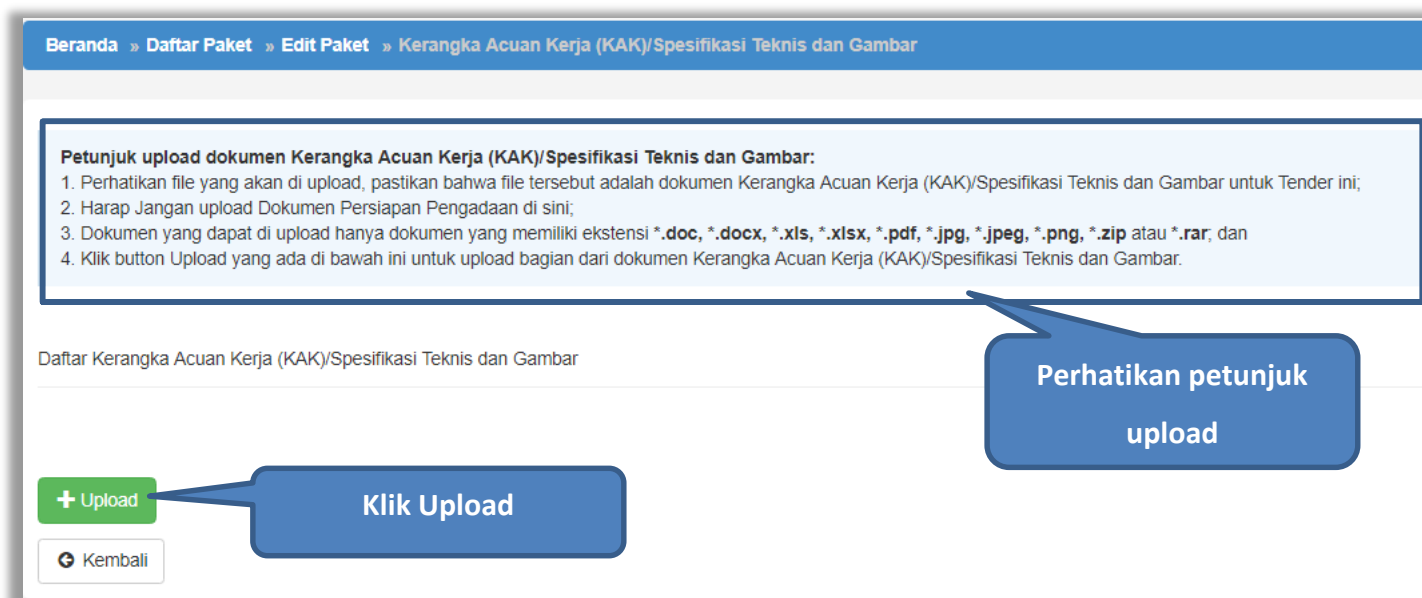 Beranda » Daftar Paket » Edit Paket » Kerangka Acuan Kerja (KAK)/Spesifikasi Teknis dan Gambar
Petunjuk upload dokumen Kerangka Acuan Kerja (KAK)/Spesifikasi Teknis dan Gambar:
1. Perhatikan file yang akan di upload, pastikan bahwa file tersebut adalah dokumen Kerangka Acuan Kerja (KAK)/Spesifikasi Teknis dan Gambar untuk Tender ini;
2. Harap Jangan upload Dokumen Persiapan Pengadaan di sini;
3. Dokumen yang dapat di upload hanya dokumen yang memiliki ekstensi *.doc, *.docx, *.xls, *.xlsx, *.pdf, *.jpg, *.jpeg, *.png, *.zip atau *.rar; dan
4. Klik button Upload yang ada di bawah ini untuk upload bagian dari dokumen Kerangka Acuan Kerja (KAK)/Spesifikasi Teknis dan Gambar.
Daftar Kerangka Acuan Kerja (KAK)/Spesifikasi Teknis dan Gambar
Perhatikan petunjuk
upload
+ Upload
Klik Upload
Kembali